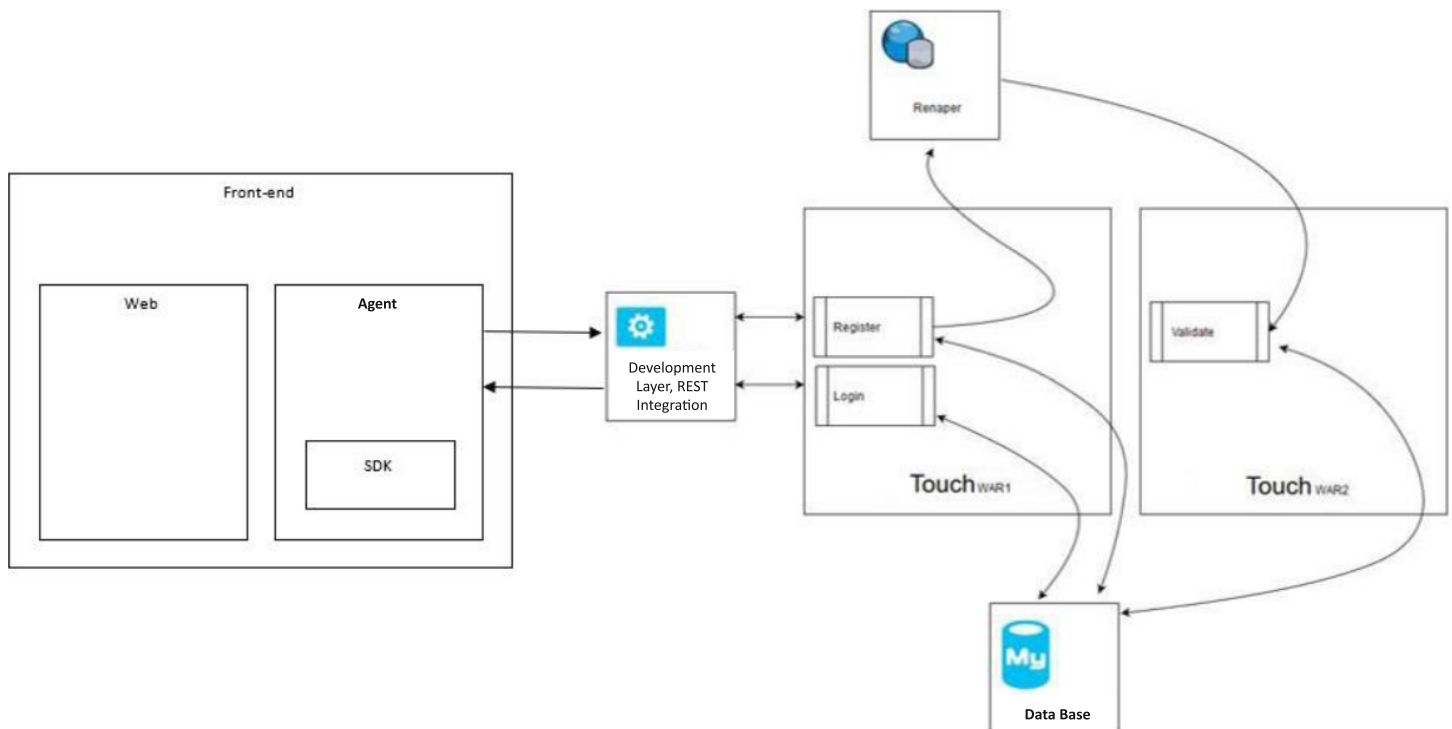 Renaper
Front-end
Web
Agent
SDK
Development
Layer, REST
Integration
Register
Login
Touch WAR1
Validate
Touch WAR2
My
Data Base